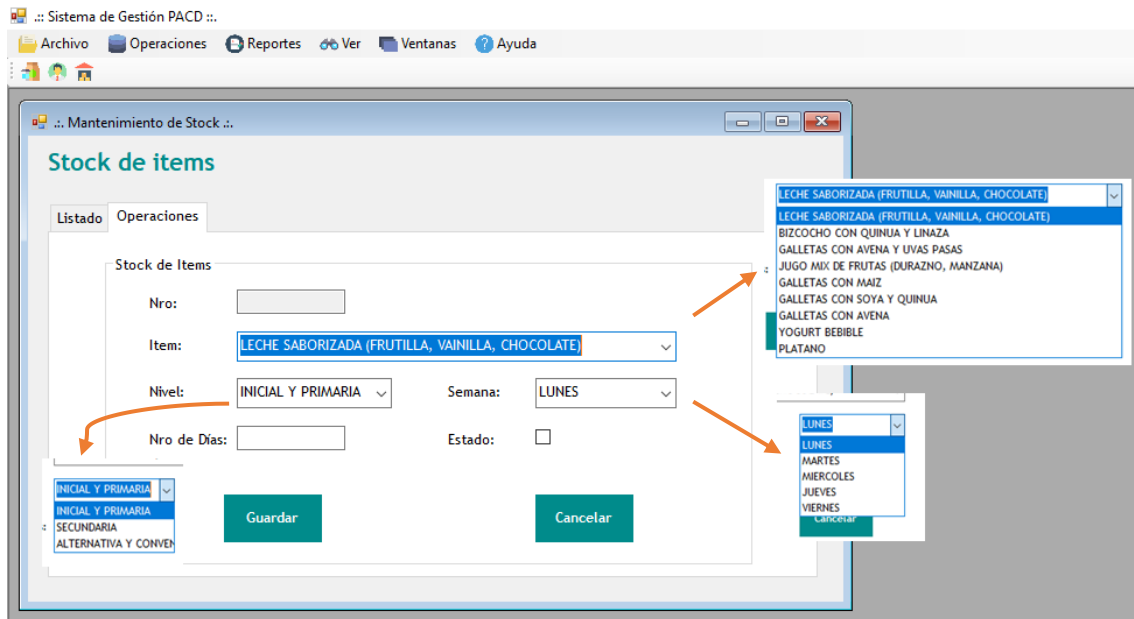 .:: Sistema de Gestión PACD ::.
Archivo Operaciones Reportes Ver Ventanas Ayuda
.:. Mantenimiento de Stock .:.
Stock de items
Listado Operaciones
Stock de Items
Nro:
Item: LECHE SABORIZADA (FRUTILLA, VAINILLA, CHOCOLATE)
Nivel: INICIAL Y PRIMARIA Semana: LUNES
Nro de Días: Estado:
Guardar Cancelar
LECHE SABORIZADA (FRUTILLA, VAINILLA, CHOCOLATE)
LECHE SABORIZADA (FRUTILLA, VAINILLA, CHOCOLATE)
BIZCOCHO CON QUINUA Y LINAZA
GALLETAS CON AVENA Y UVAS PASAS
JUGO MIX DE FRUTAS (DURAZNO, MANZANA)
GALLETAS CON MAIZ
GALLETAS CON SOYA Y QUINUA
GALLETAS CON AVENA
YOGURT BEBIBLE
PLATANO
LUNES
LUNES
MARTES
MIERCOLES
JUEVES
VIERNES
Cancelar
INICIAL Y PRIMARIA
INICIAL Y PRIMARIA
SECUNDARIA
ALTERNATIVA Y CONVEN